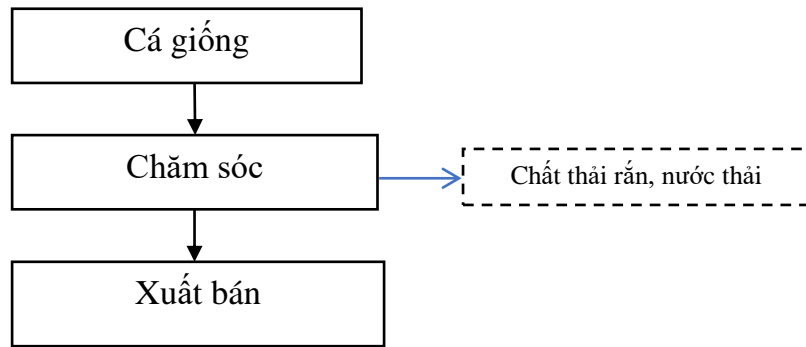 Cá giống
Chăm sóc
Chất thải rắn, nước thải
Xuất bán